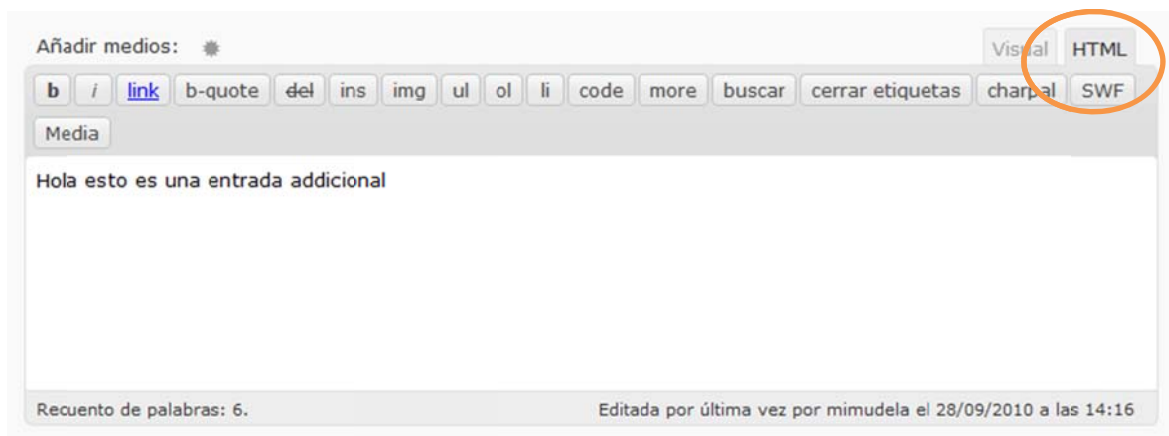 Añadir medios:
Visual HTML
b i link b-quote del ins img ul ol li code more buscar cerrar etiquetas charpal SWF
Media
Hola esto es una entrada addicional
Recuento de palabras: 6. Editada por última vez por mimudela el 28/09/2010 a las 14:16